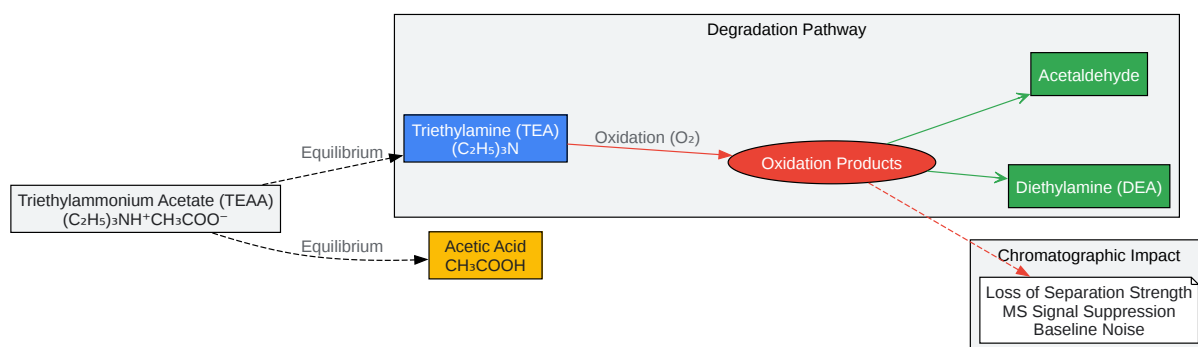 Degradation Pathway
Acetaldehyde
Triethylamine (TEA)
(C₂H₅)₃N
Oxidation (O₂)
Equilibrium
Oxidation Products
Diethylamine (DEA)
Triethylammonium Acetate (TEAA)
(C₂H₅)₃NH⁺CH₃COO⁻
Equilibrium
Acetic Acid
CH₃COOH
Chromatographic Impact
Loss of Separation Strength
MS Signal Suppression
Baseline Noise